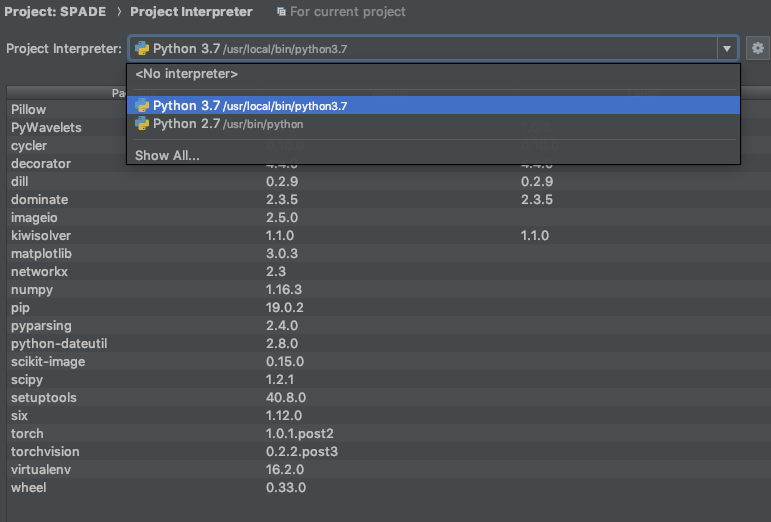 Project: SPADE › Project Interpreter For current project
Project Interpreter: Python 3.7 /usr/local/bin/python3.7
<No interpreter>
Pa
Python 3.7 /usr/local/bin/python3.7
Pillow
Python 2.7 /usr/bin/python
PyWavelets
cycler
Show All...
decorator 4.4.0 4.4.0
dill 0.2.9 0.2.9
dominate 2.3.5 2.3.5
imageio 2.5.0
kiwisolver 1.1.0 1.1.0
matplotlib 3.0.3
networkx 2.3
numpy 1.16.3
pip 19.0.2
pyparsing 2.4.0
python-dateutil 2.8.0
scikit-image 0.15.0
scipy 1.2.1
setuptools 40.8.0
six 1.12.0
torch 1.0.1.post2
torchvision 0.2.2.post3
virtualenv 16.2.0
wheel 0.33.0